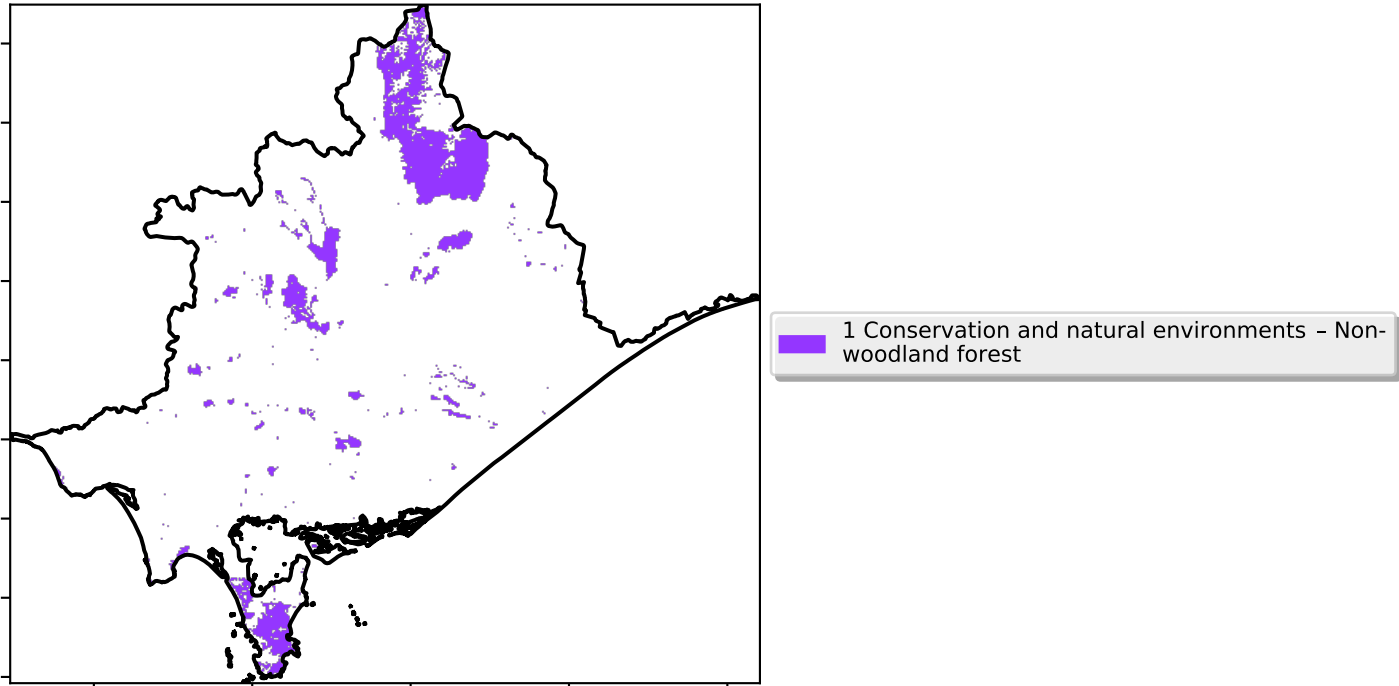 1 Conservation and natural environments – Non-
woodland forest